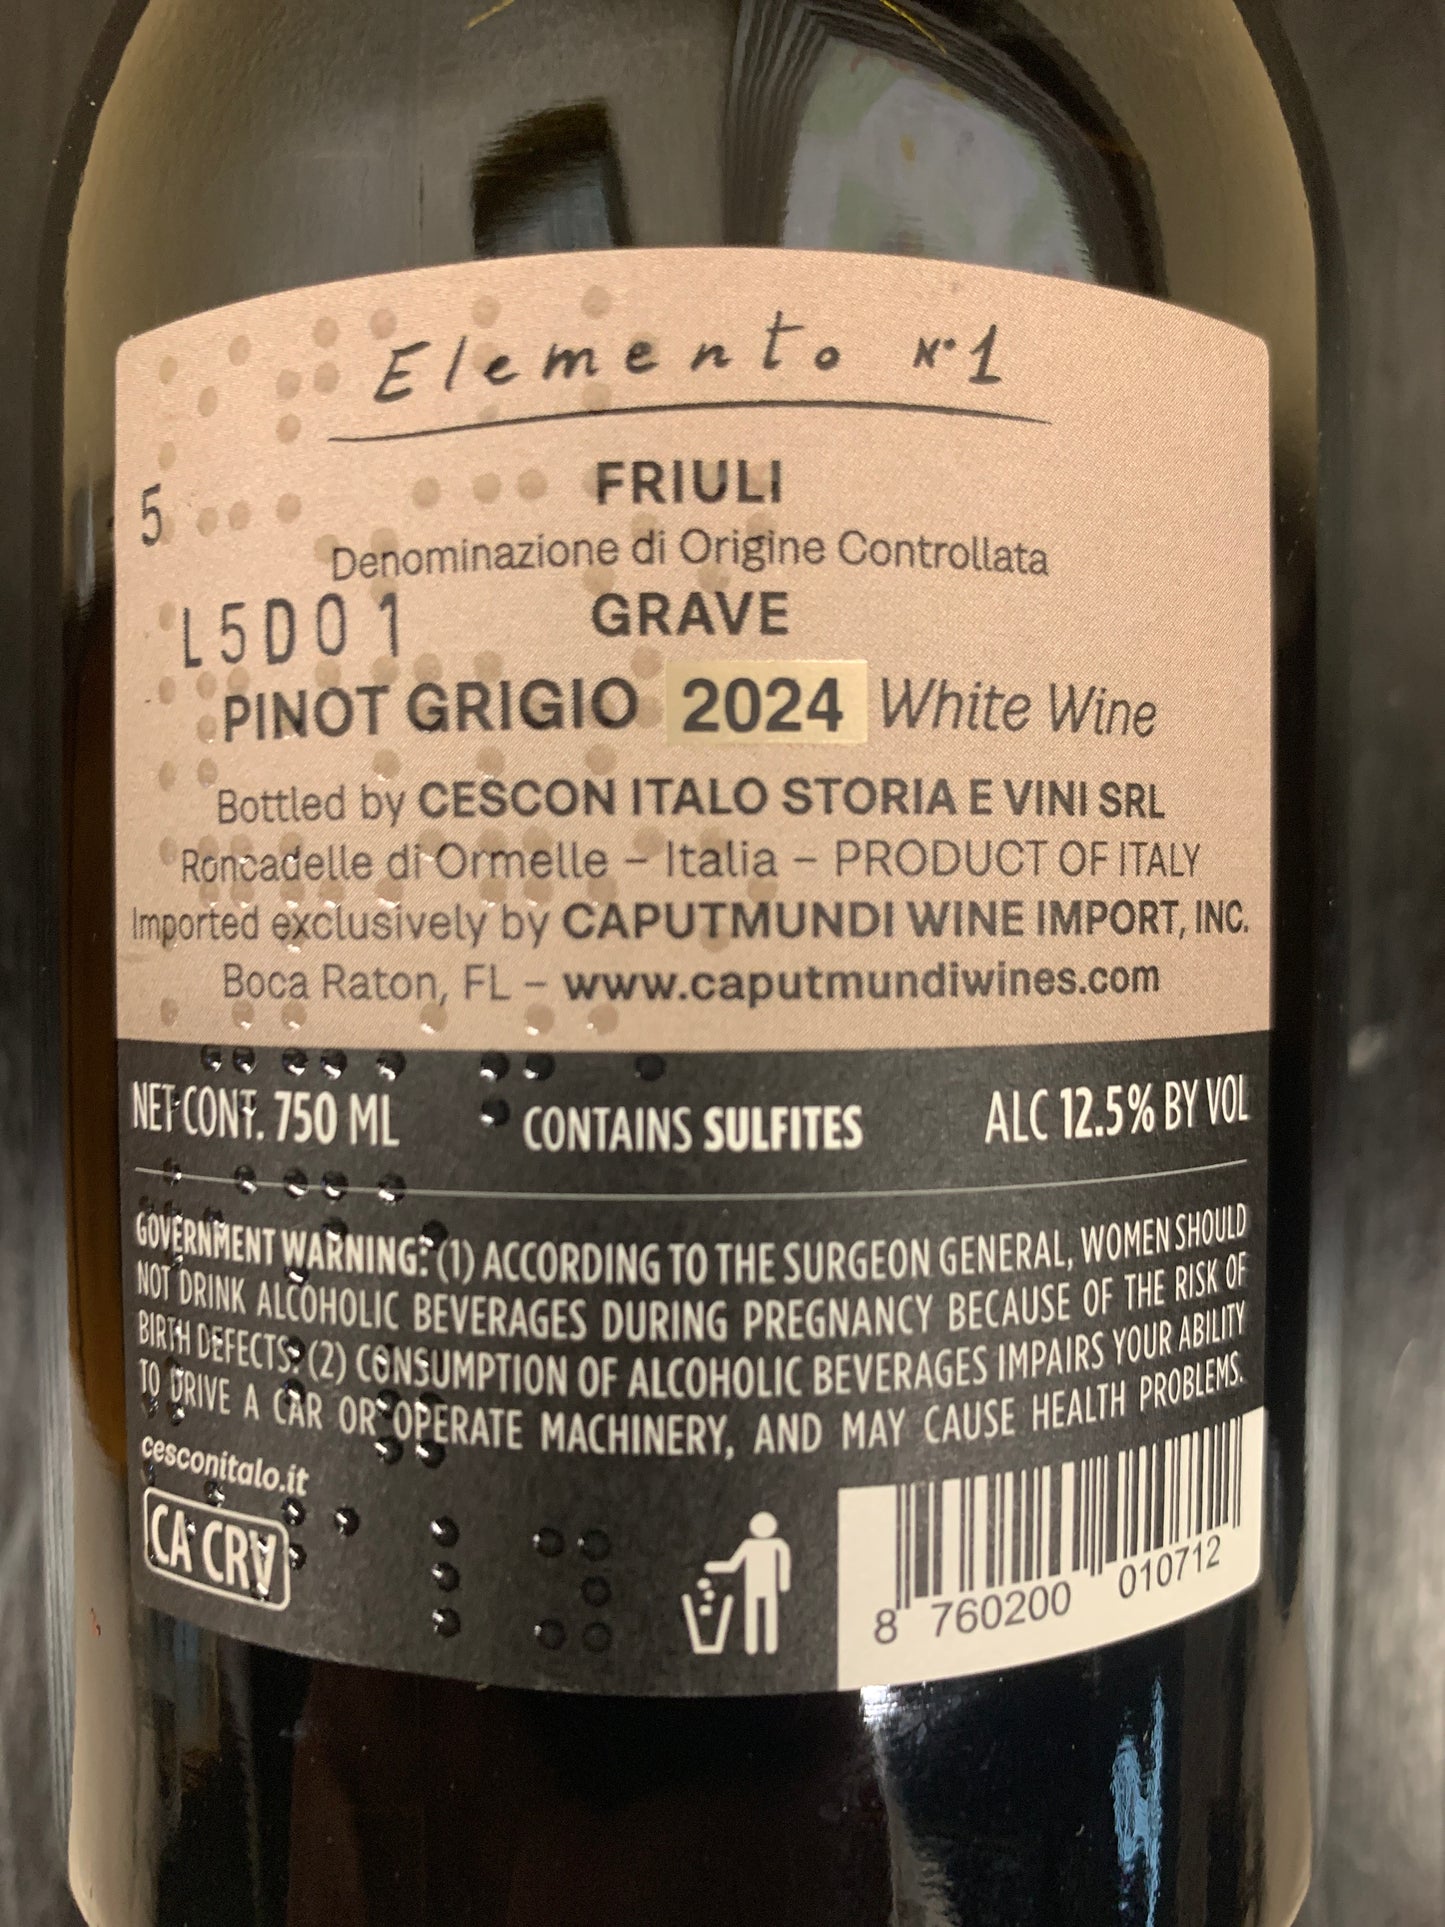 Elemento N°1
FRIULI
5
Denominazione di Origine Controllata
L5D01 GRAVE
PINOT GRIGIO 2024 White Wine
Bottled by CESCON ITALO STORIA E VINI SRL
Roncadelle di Ormelle – Italia – PRODUCT OF ITALY
Imported exclusively by CAPUTMUNDI WINE IMPORT, INC.
Boca Raton, FL – www.caputmundiwines.com
NET CONT. 750 ML CONTAINS SULFITES ALC 12.5% BY VOL
GOVERNMENT WARNING: (1) ACCORDING TO THE SURGEON GENERAL, WOMEN SHOULD
NOT DRINK ALCOHOLIC BEVERAGES DURING PREGNANCY BECAUSE OF THE RISK OF
BIRTH DEFECTS. (2) CONSUMPTION OF ALCOHOLIC BEVERAGES IMPAIRS YOUR ABILITY
TO DRIVE A CAR OR OPERATE MACHINERY, AND MAY CAUSE HEALTH PROBLEMS.
cesconitalo.it
CA CRV
8 760200 010712